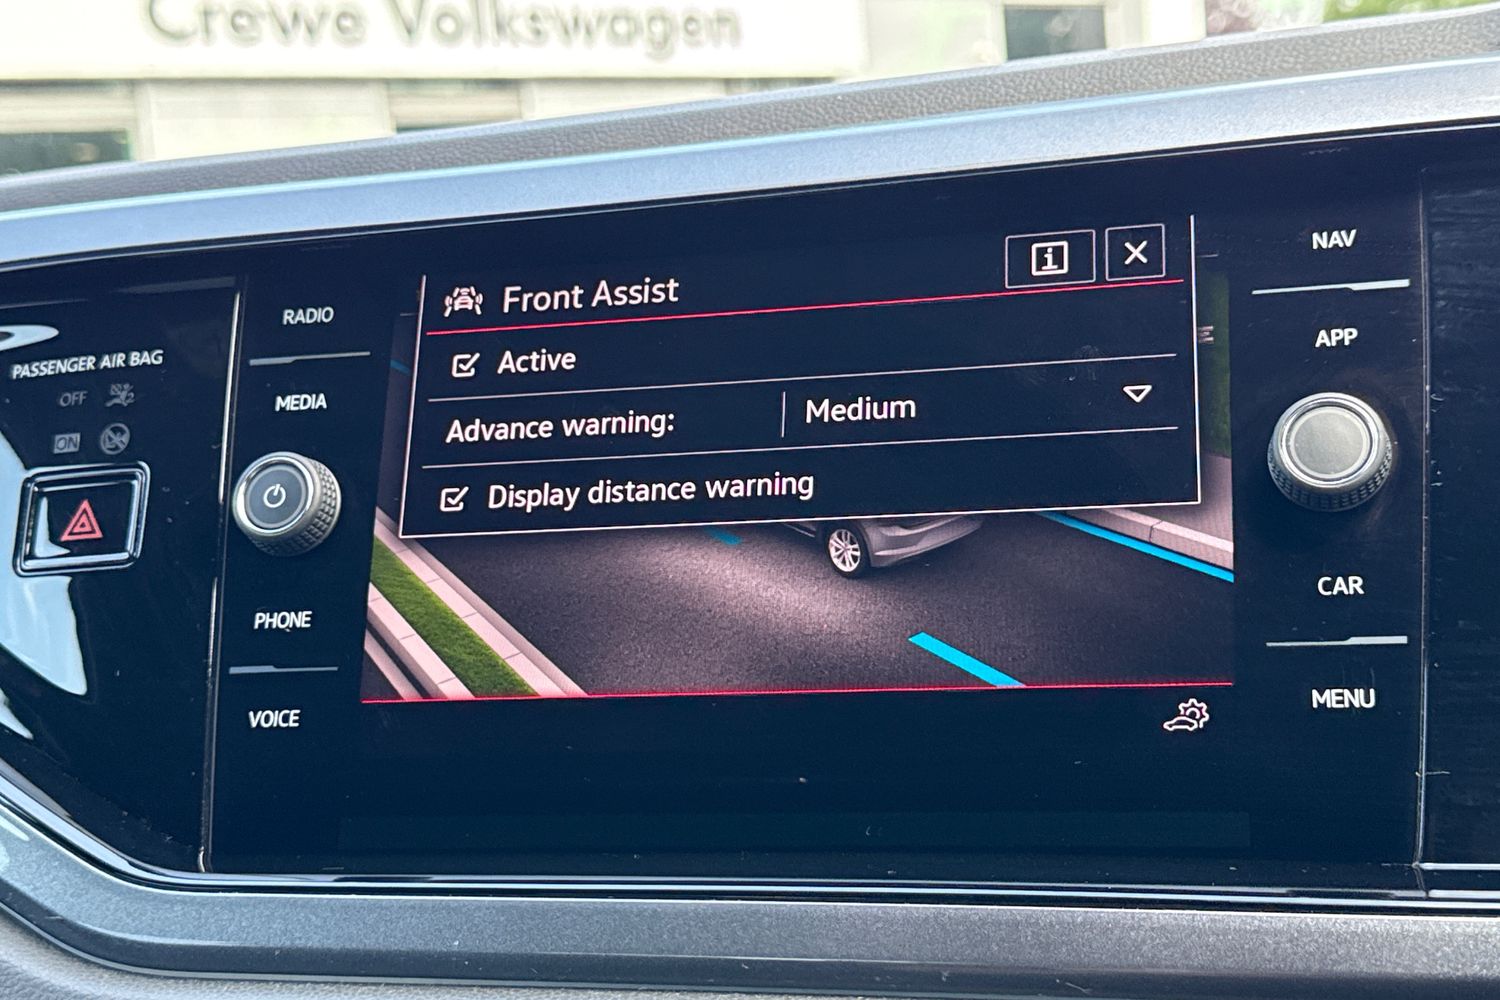 Crewe Volkswagen
PASSENGER AIR BAG
OFF
ON
RADIO
MEDIA
PHONE
VOICE
Front Assist
Active
Advance warning:
Medium
Display distance warning
NAV
APP
CAR
MENU